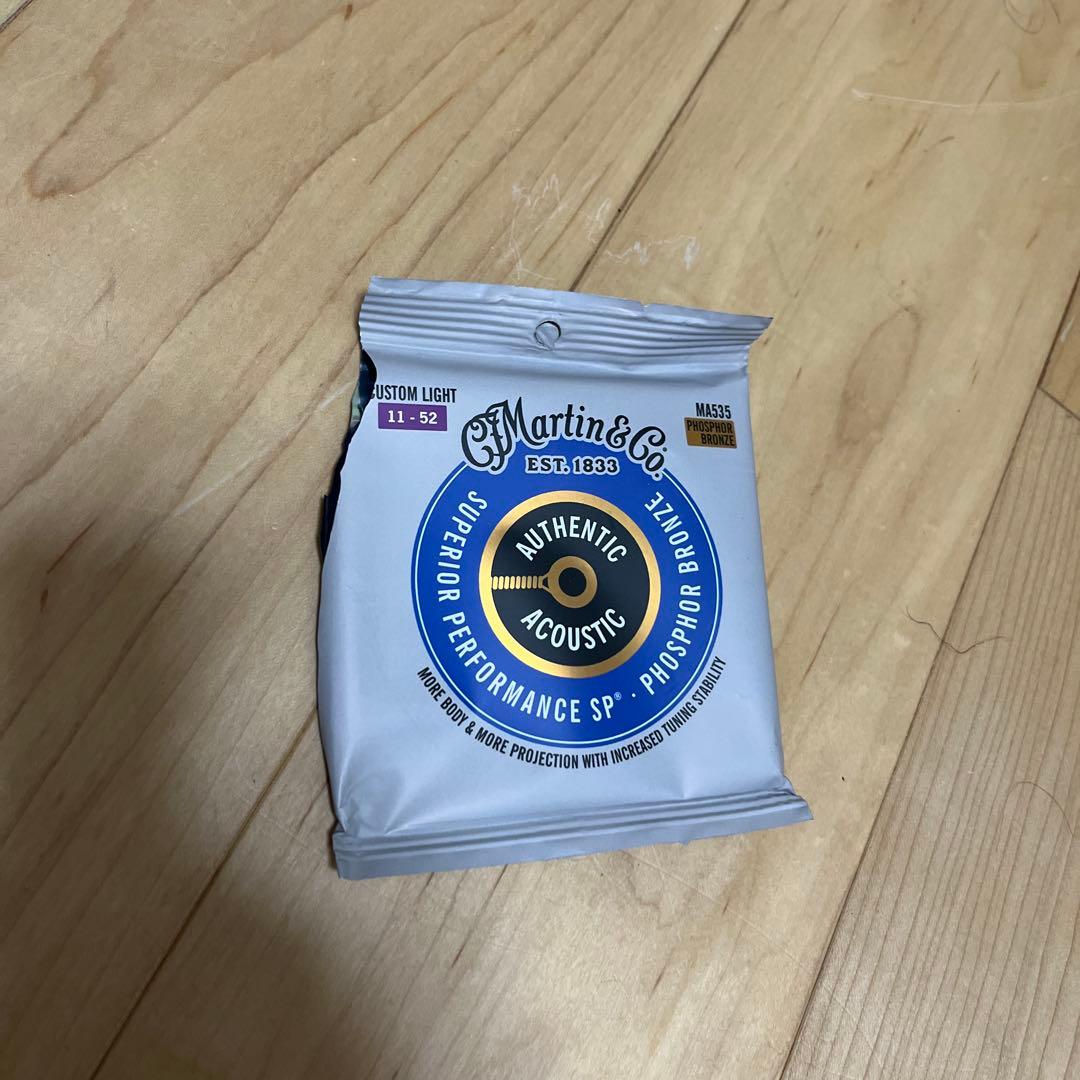 CUSTOM LIGHT
11 - 52
MA535
PHOSPHOR
BRONZE
CF Martin & Co.
EST. 1833
SUPERIOR PERFORMANCE SP® · PHOSPHOR BRONZE
AUTHENTIC
ACOUSTIC
MORE BODY & MORE PROJECTION WITH INCREASED TUNING STABILITY